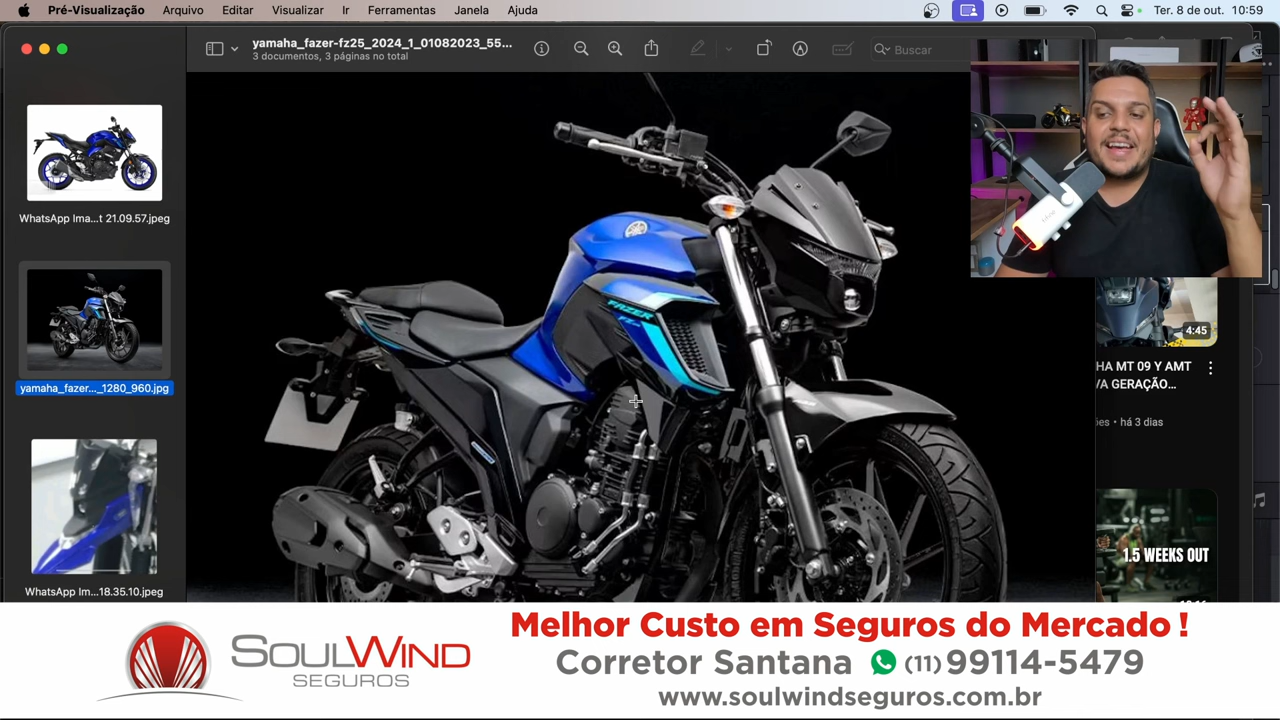 Pré-Visualização Arquivo Editar Visualizar Ir Ferramentas Janela Ajuda
Ter. 8 de out. 10:59
yamaha_fazer-fz25_2024_1_01082023_55...
3 documentos, 3 páginas no total
Buscar
WhatsApp Ima...t 21.09.57.jpeg
yamaha_fazer..._1280_960.jpg
WhatsApp Im...18.35.10.jpeg
FAZER
4:45
HA MT 09 Y AMT
VA GERAÇÃO...
ões • há 3 dias
1.5 WEEKS OUT
SOULWIND
SEGUROS
Melhor Custo em Seguros do Mercado !
Corretor Santana (11) 99114-5479
www.soulwindseguros.com.br